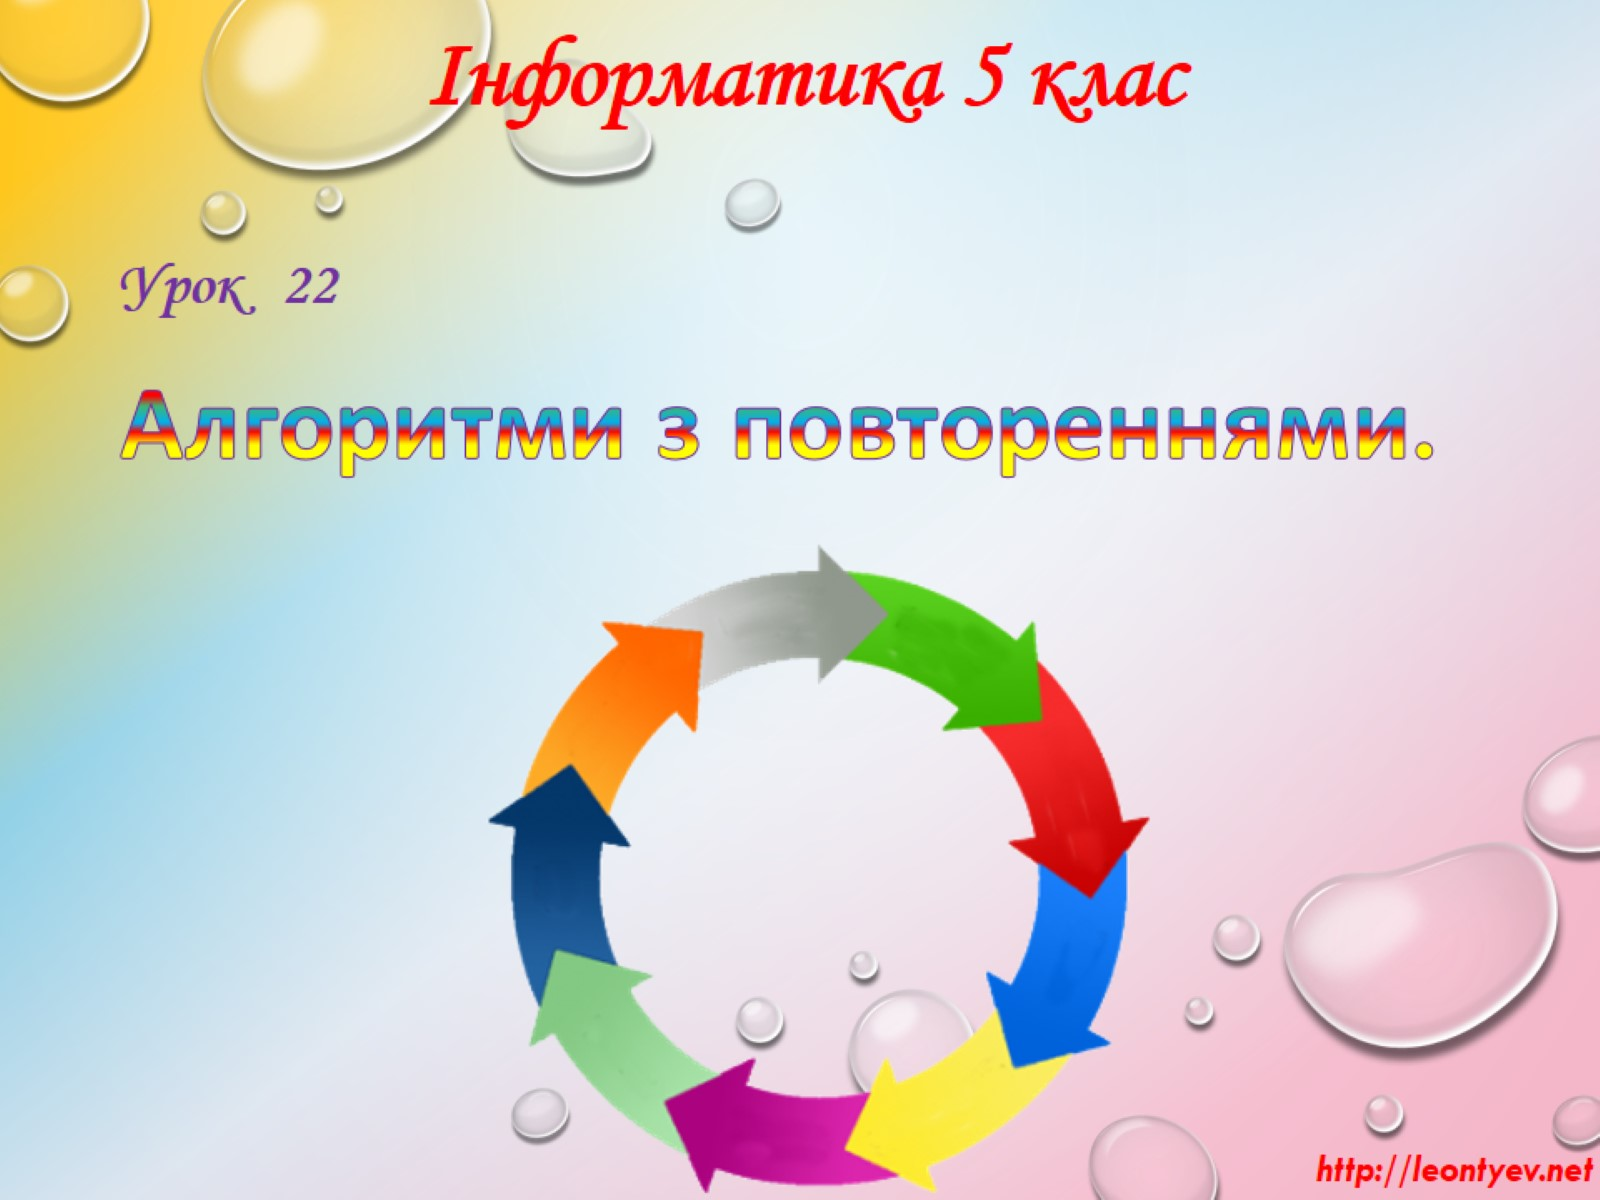 Інформатика 5 клас
Урок 22
Алгоритми з повтореннями.
http://leontyev.net